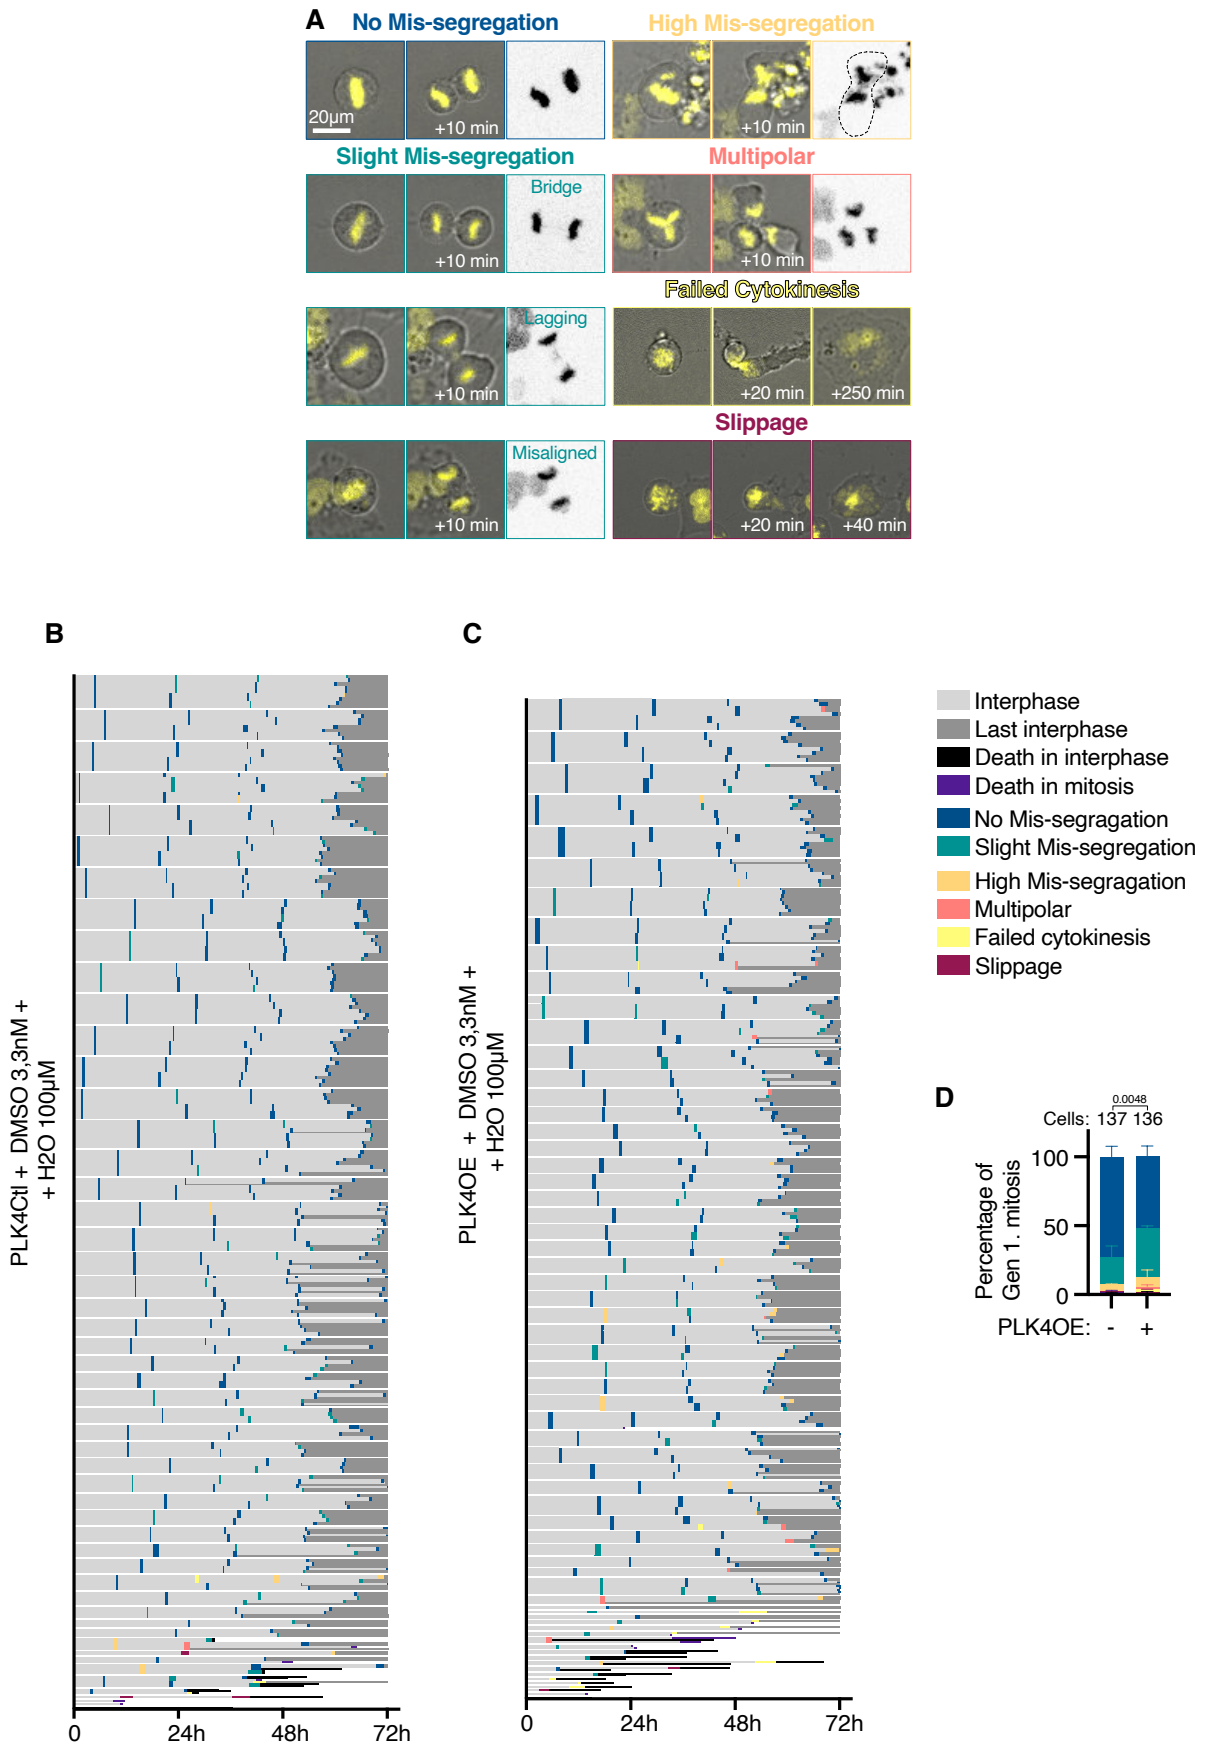 A
No Mis-segregation
High Mis-segregation
20µm
+10 min
+10 min
Slight Mis-segregation
Multipolar
Bridge
+10 min
+10 min
Failed Cytokinesis
Lagging
+10 min
+20 min
+250 min
Slippage
Misaligned
+10 min
+20 min
+40 min
B
C
PLK4Ctl + DMSO 3,3nM +
+ H2O 100µM
0
24h
48h
72h
PLK4OE + DMSO 3,3nM +
+ H2O 100µM
0
24h
48h
72h
Interphase
Last interphase
Death in interphase
Death in mitosis
No Mis-segragation
Slight Mis-segregation
High Mis-segragation
Multipolar
Failed cytokinesis
Slippage
D
0.0048
Cells: 137 136
Percentage of
Gen 1. mitosis
100
50
0
PLK4OE: - +